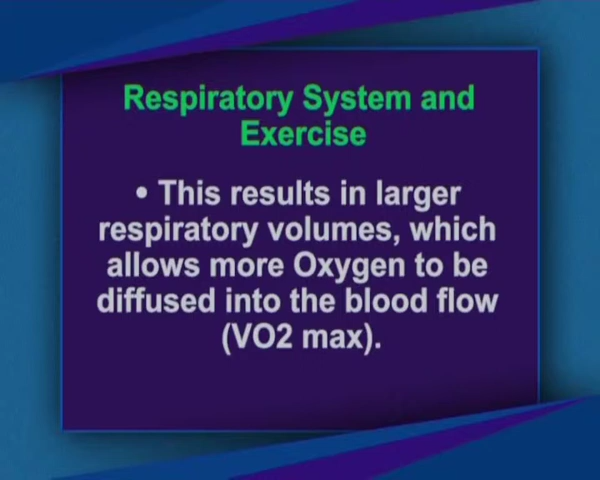 Respiratory System and
Exercise
• This results in larger
respiratory volumes, which
allows more Oxygen to be
diffused into the blood flow
(VO2 max).